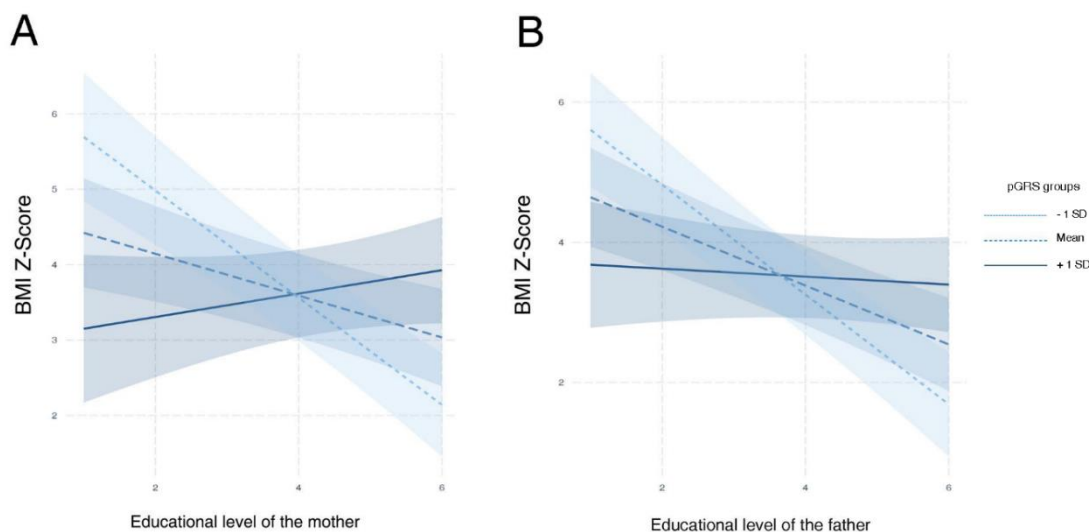 A
B
6
5
4
3
2
BMI Z-Score
2
4
6
Educational level of the mother
6
4
2
BMI Z-Score
2
4
6
Educational level of the father
pGRS groups
- 1 SD
Mean
+ 1 SD